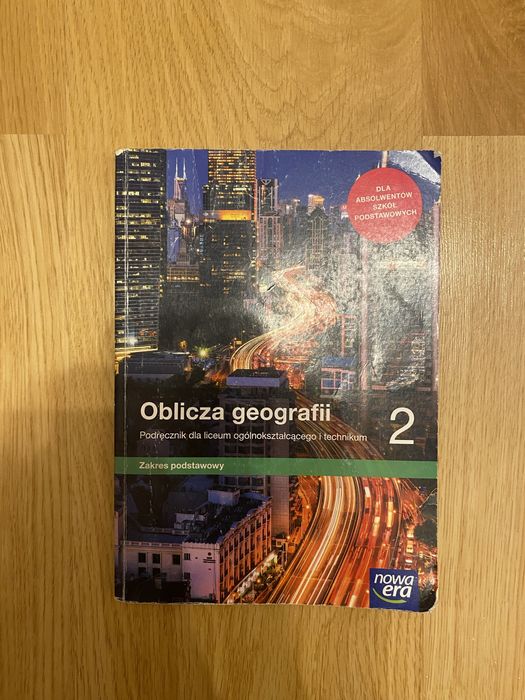 DLA
ABSOLWENTÓW
SZKÓŁ
PODSTAWOWYCH
Oblicza geografii 2
Podręcznik dla liceum ogólnokształcącego i technikum
Zakres podstawowy
nowa
era